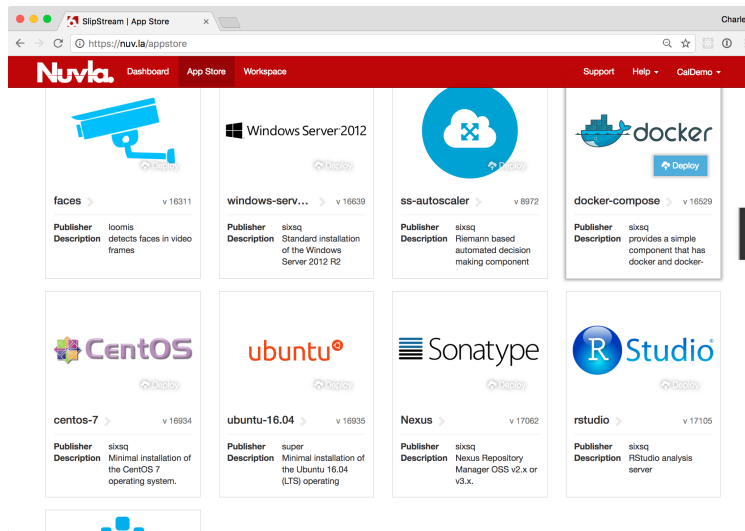 SlipStream | App Store
Charle
https://nuv.la/appstore
Nuvla. Dashboard App Store Workspace Support Help CalDemo
Windows Server 2012
docker
Deploy Deploy Deploy Deploy
faces v 16311
Publisher loomis
Description detects faces in video
frames
windows-serv... v 16639
Publisher sixsq
Description Standard installation
of the Windows
Server 2012 R2
ss-autoscaler v 8972
Publisher sixsq
Description Riemann based
automated decision
making component
docker-compose v 16529
Publisher sixsq
Description provides a simple
component that has
docker and docker-
CentOS
Deploy
centos-7 v 16934
Publisher sixsq
Description Minimal installation of
the CentOS 7
operating system.
ubuntu
Deploy
ubuntu-16.04 v 16935
Publisher super
Description Minimal installation of
the Ubuntu 16.04
(LTS) operating
Sonatype
Deploy
Nexus v 17062
Publisher sixsq
Description Nexus Repository
Manager OSS v2.x or
v3.x.
R Studio
Deploy
rstudio v 17105
Publisher sixsq
Description RStudio analysis
server